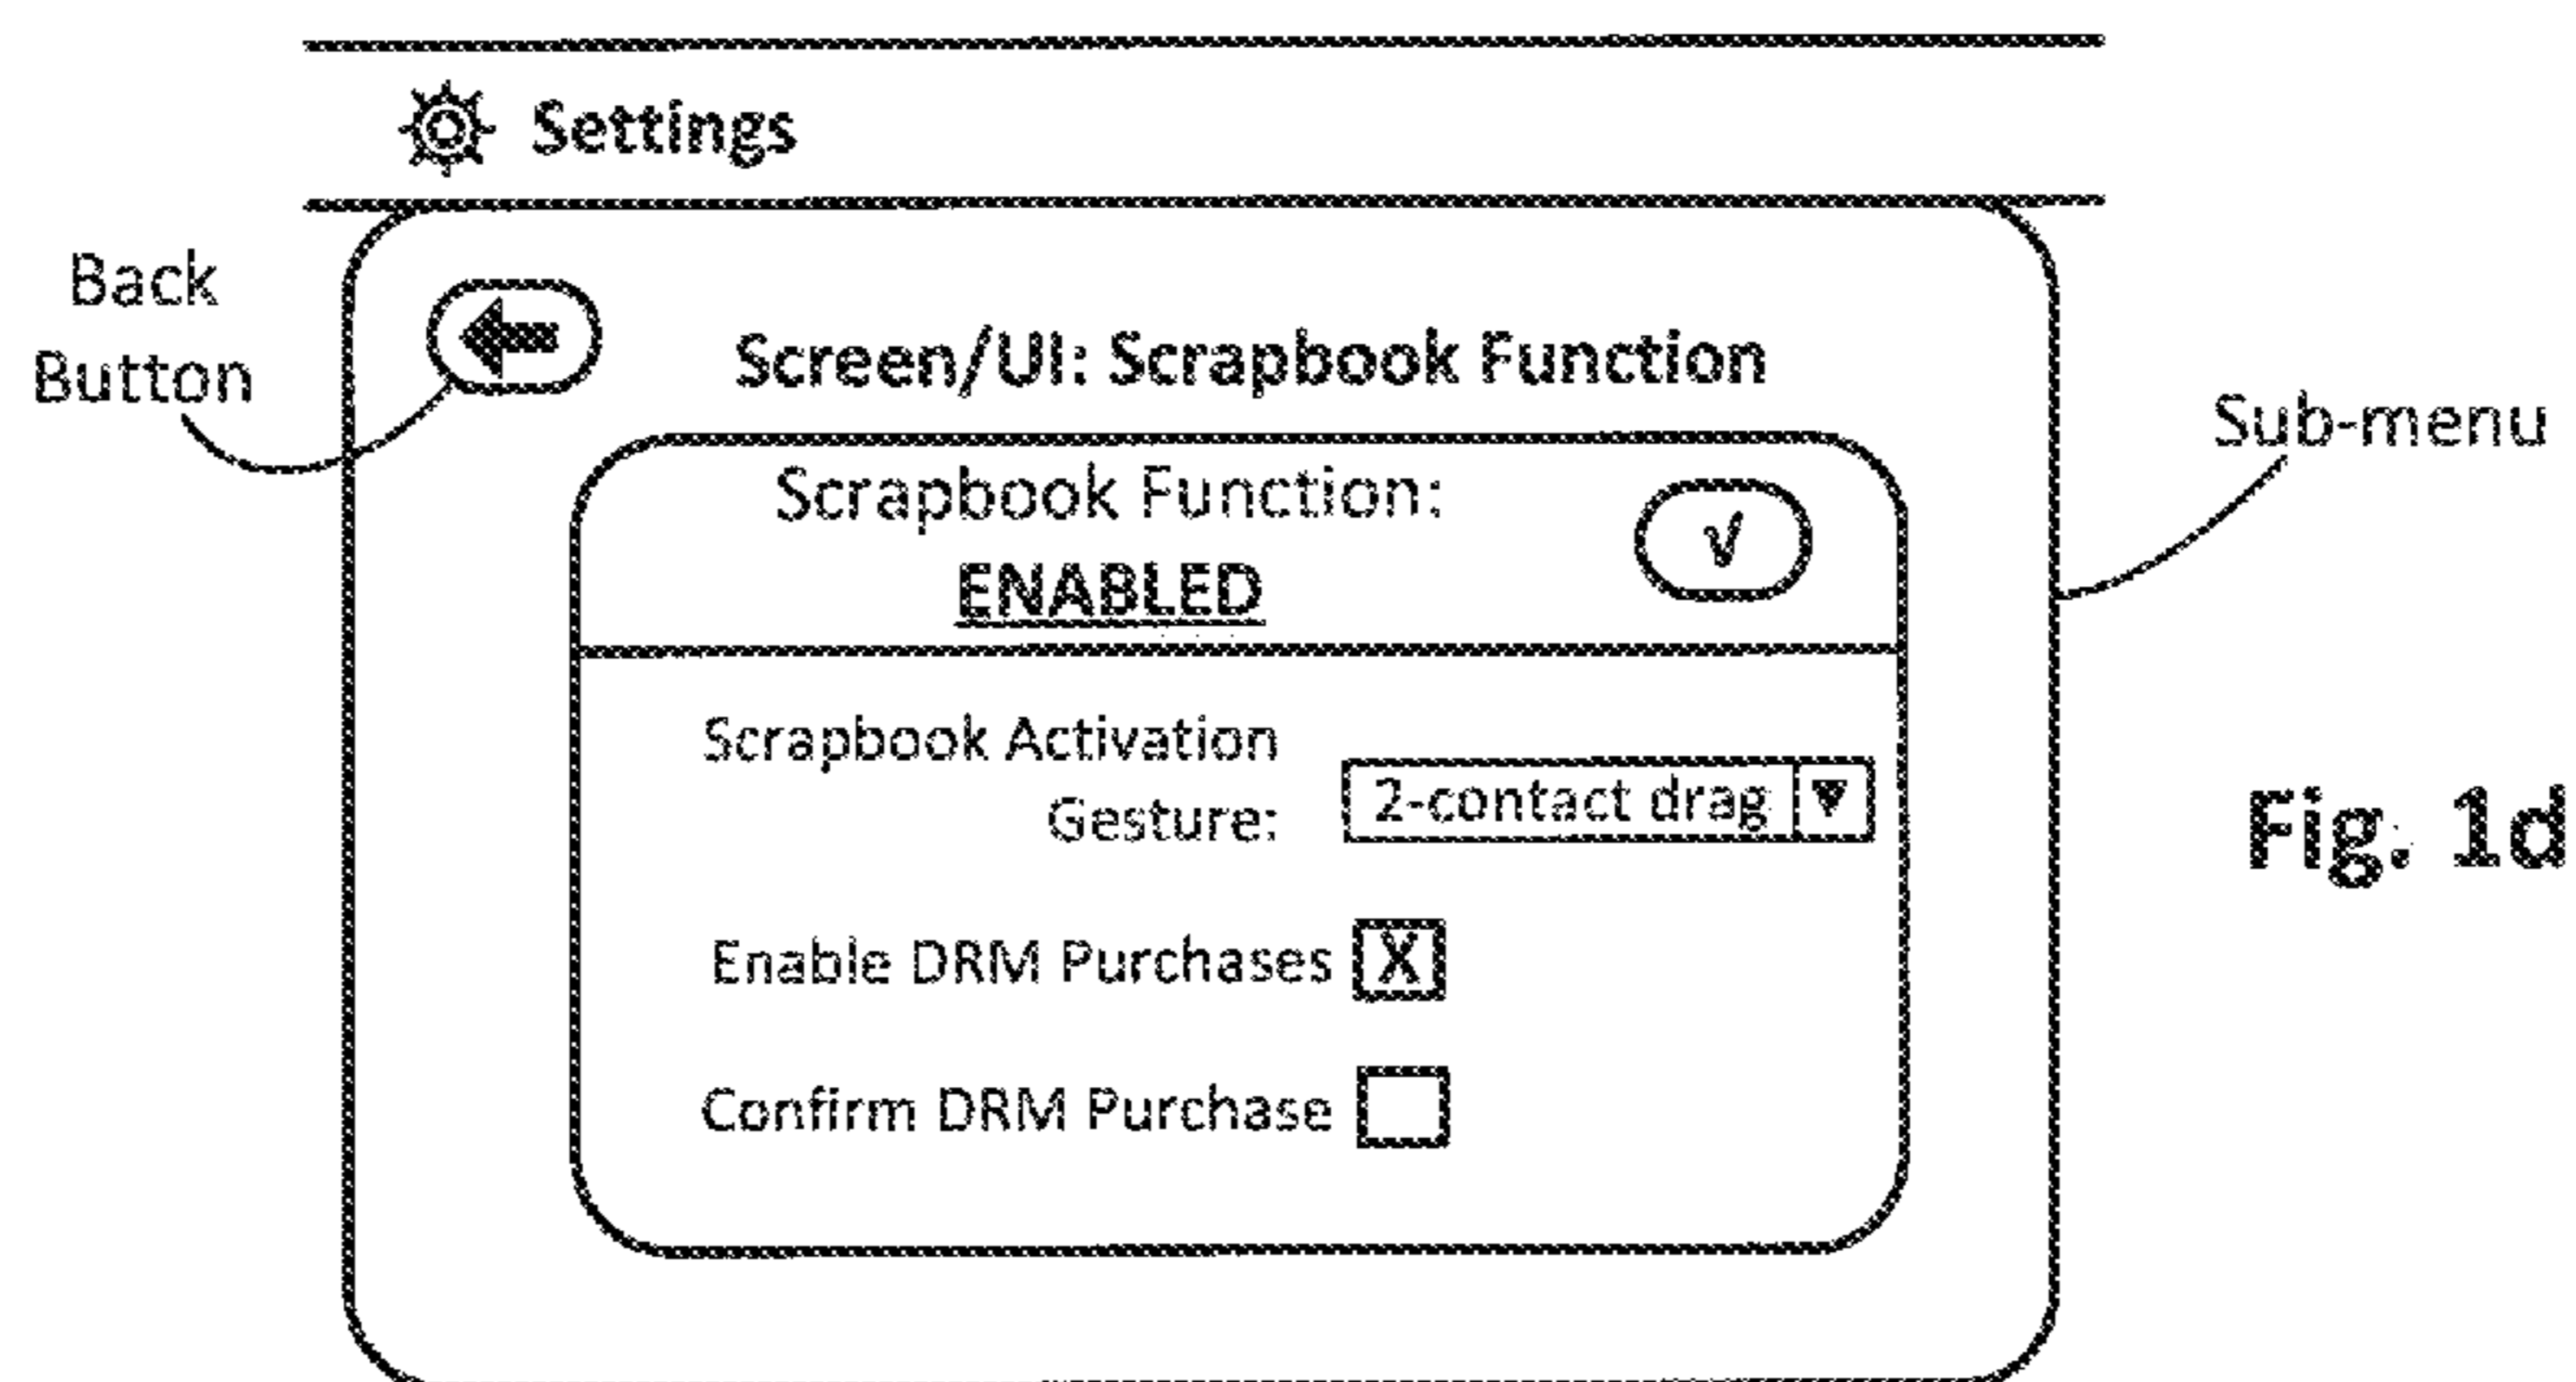 Settings
Back
Button
Screen/UI: Scrapbook Function
Sub-menu
Scrapbook Function:
√
ENABLED
Scrapbook Activation
Gesture:
2-contact drag
Fig. 1d
Enable DRM Purchases X
Confirm DRM Purchase